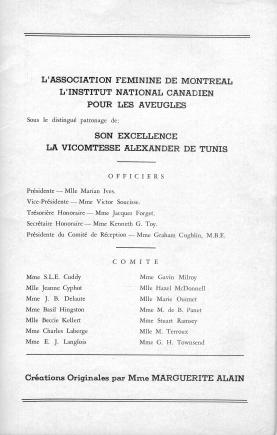 L'ASSOCIATION FEMININE DE MONTREAL
L'INSTITUT NATIONAL CANADIEN
POUR LES AVEUGLES
Sous le distingué patronage de:
SON EXCELLENCE
LA VICOMTESSE ALEXANDER DE TUNIS
OFFICIERS
Présidente — Mlle Marian Ives.
Vice-Présidente — Mme Victor Soucisse.
Trésorière Honoraire — Mme Jacques Forget.
Secrétaire Honoraire — Mme Kenneth G. Toy.
Présidente du Comité de Réception — Mme Graham Coghlin, M.B.E.
COMITE
Mme S.L.E. Cuddy
Mlle Jeanne Cyphot
Mme J. B. Delaute
Mme Basil Hingston
Mlle Beccie Kellert
Mme Charles Laberge
Mme E. J. Langlois
Mme Gavin Milroy
Mlle Hazel McDonnell
Mlle Marie Ouimet
Mme M. de B. Panet
Mme Stuart Ramsey
Mlle M. Terroux
Mme G. H. Townsend
Créations Originales par Mme MARGUERITE ALAIN